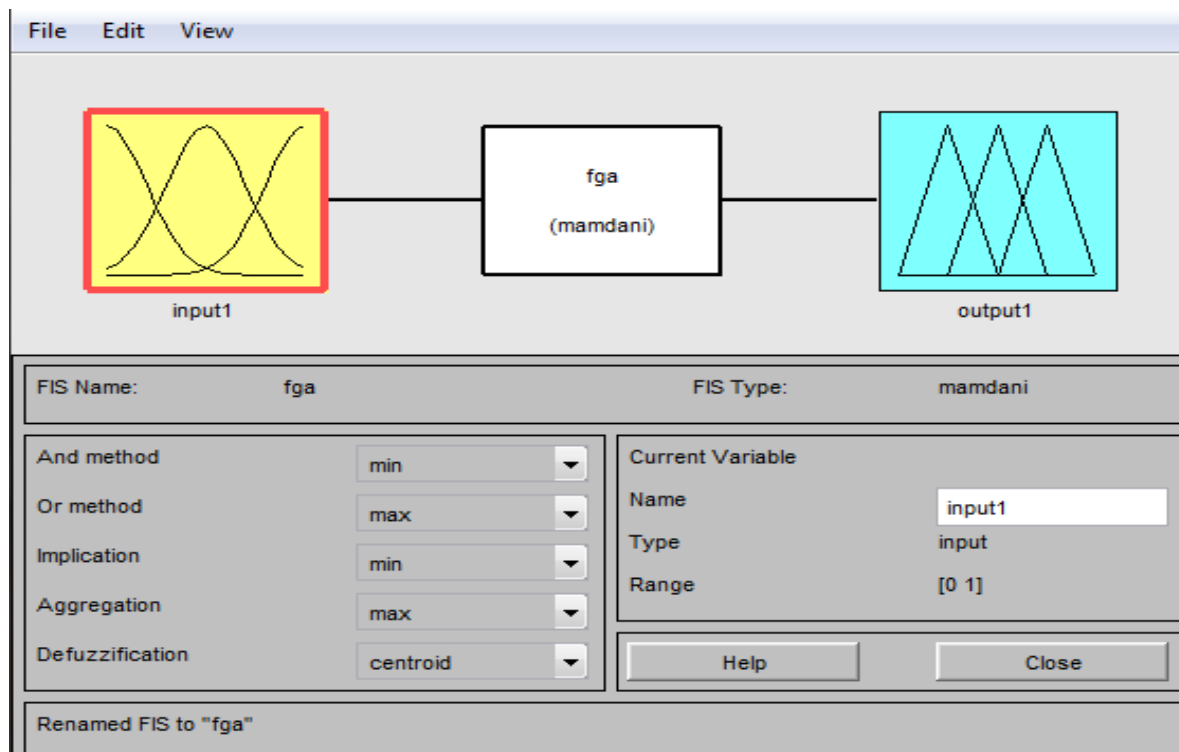 File Edit View
fga
(mamdani)
input1 output1
FIS Name: fga FIS Type: mamdani
And method min
Or method max
Implication min
Aggregation max
Defuzzification centroid
Current Variable
Name input1
Type input
Range [0 1]
Help Close
Renamed FIS to "fga"